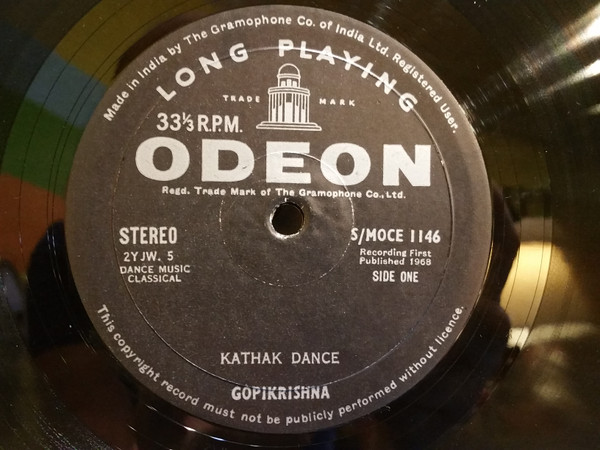 Made in India by The Gramophone Co. of India Ltd. Registered User.
LONG PLAYING
TRADE MARK
33⅓ R.P.M.
ODEON
Regd. Trade Mark of The Gramophone Co., Ltd.
STEREO
2YJW. 5
DANCE MUSIC
CLASSICAL
S/MOCE 1146
Recording First
Published 1968
SIDE ONE
KATHAK DANCE
GOPIKRISHNA
This copyright record must not be publicly performed without licence.